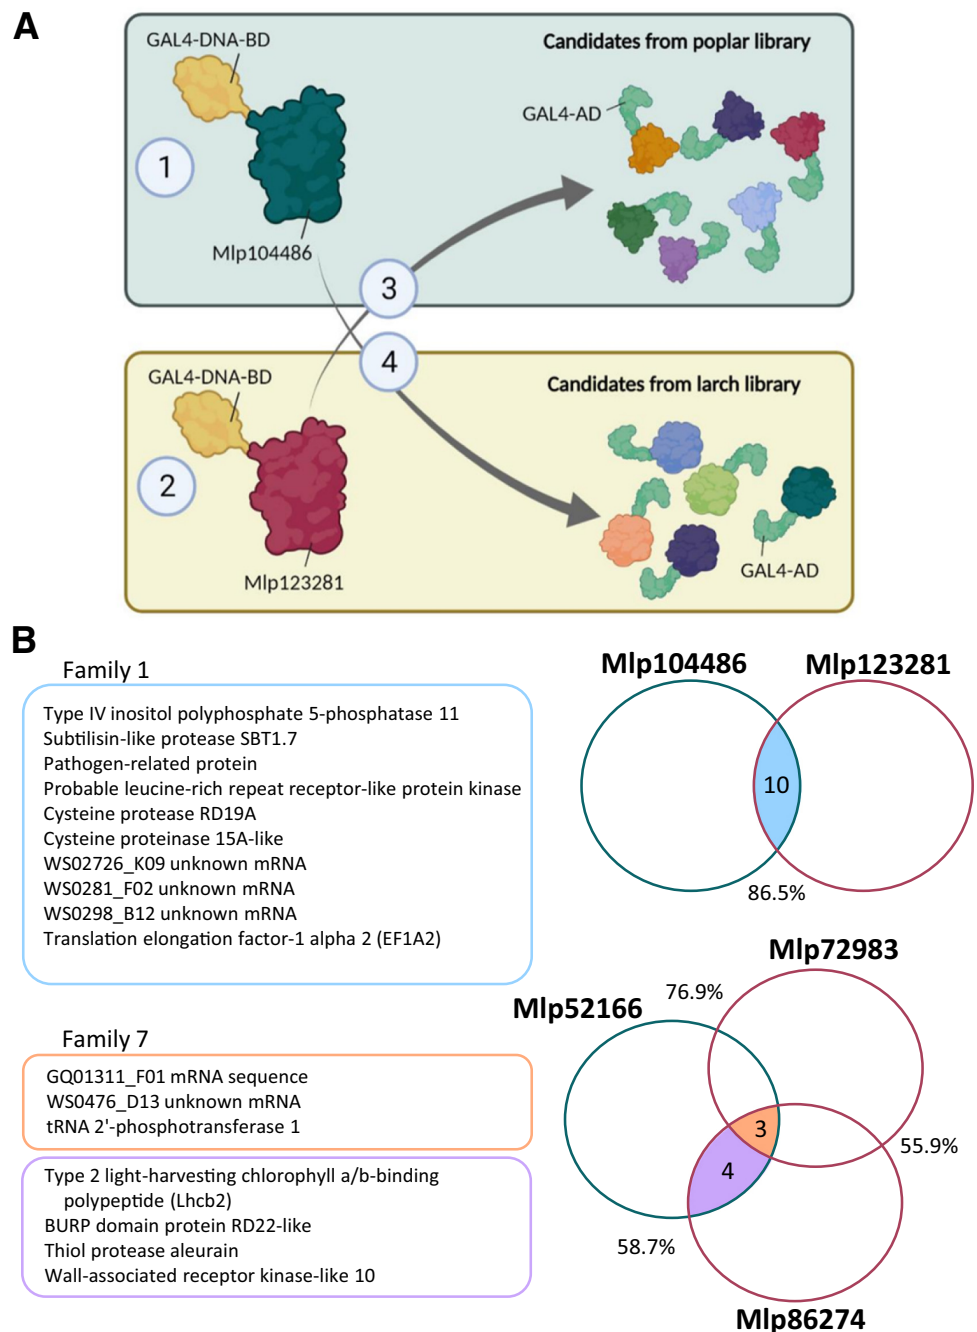 A
GAL4-DNA-BD
Candidates from poplar library
GAL4-AD
1
Mlp104486
3
4
GAL4-DNA-BD
Candidates from larch library
2
GAL4-AD
Mlp123281
B
Family 1
Type IV inositol polyphosphate 5-phosphatase 11
Subtilisin-like protease SBT1.7
Pathogen-related protein
Probable leucine-rich repeat receptor-like protein kinase
Cysteine protease RD19A
Cysteine proteinase 15A-like
WS02726_K09 unknown mRNA
WS0281_F02 unknown mRNA
WS0298_B12 unknown mRNA
Translation elongation factor-1 alpha 2 (EF1A2)
Mlp104486
Mlp123281
10
86.5%
Family 7
GQ01311_F01 mRNA sequence
WS0476_D13 unknown mRNA
tRNA 2'-phosphotransferase 1
Type 2 light-harvesting chlorophyll a/b-binding
polypeptide (Lhcb2)
BURP domain protein RD22-like
Thiol protease aleurain
Wall-associated receptor kinase-like 10
Mlp72983
76.9%
Mlp52166
3
4
55.9%
58.7%
Mlp86274